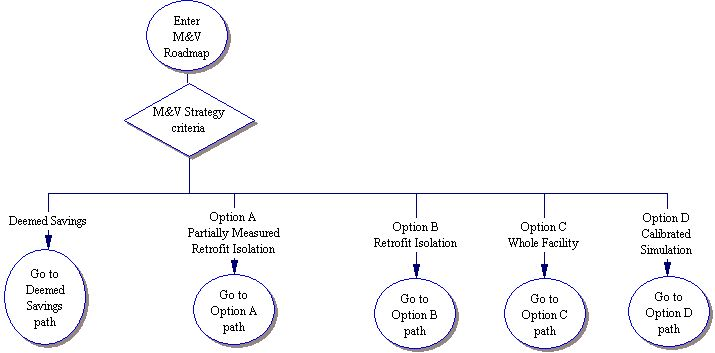 Enter
M&V
Roadmap
M&V Strategy
criteria
Deemed Savings
Option A
Partially Measured
Retrofit Isolation
Option B
Retrofit Isolation
Option C
Whole Facility
Option D
Calibrated
Simulation
Go to
Deemed
Savings
path
Go to
Option A
path
Go to
Option B
path
Go to
Option C
path
Go to
Option D
path